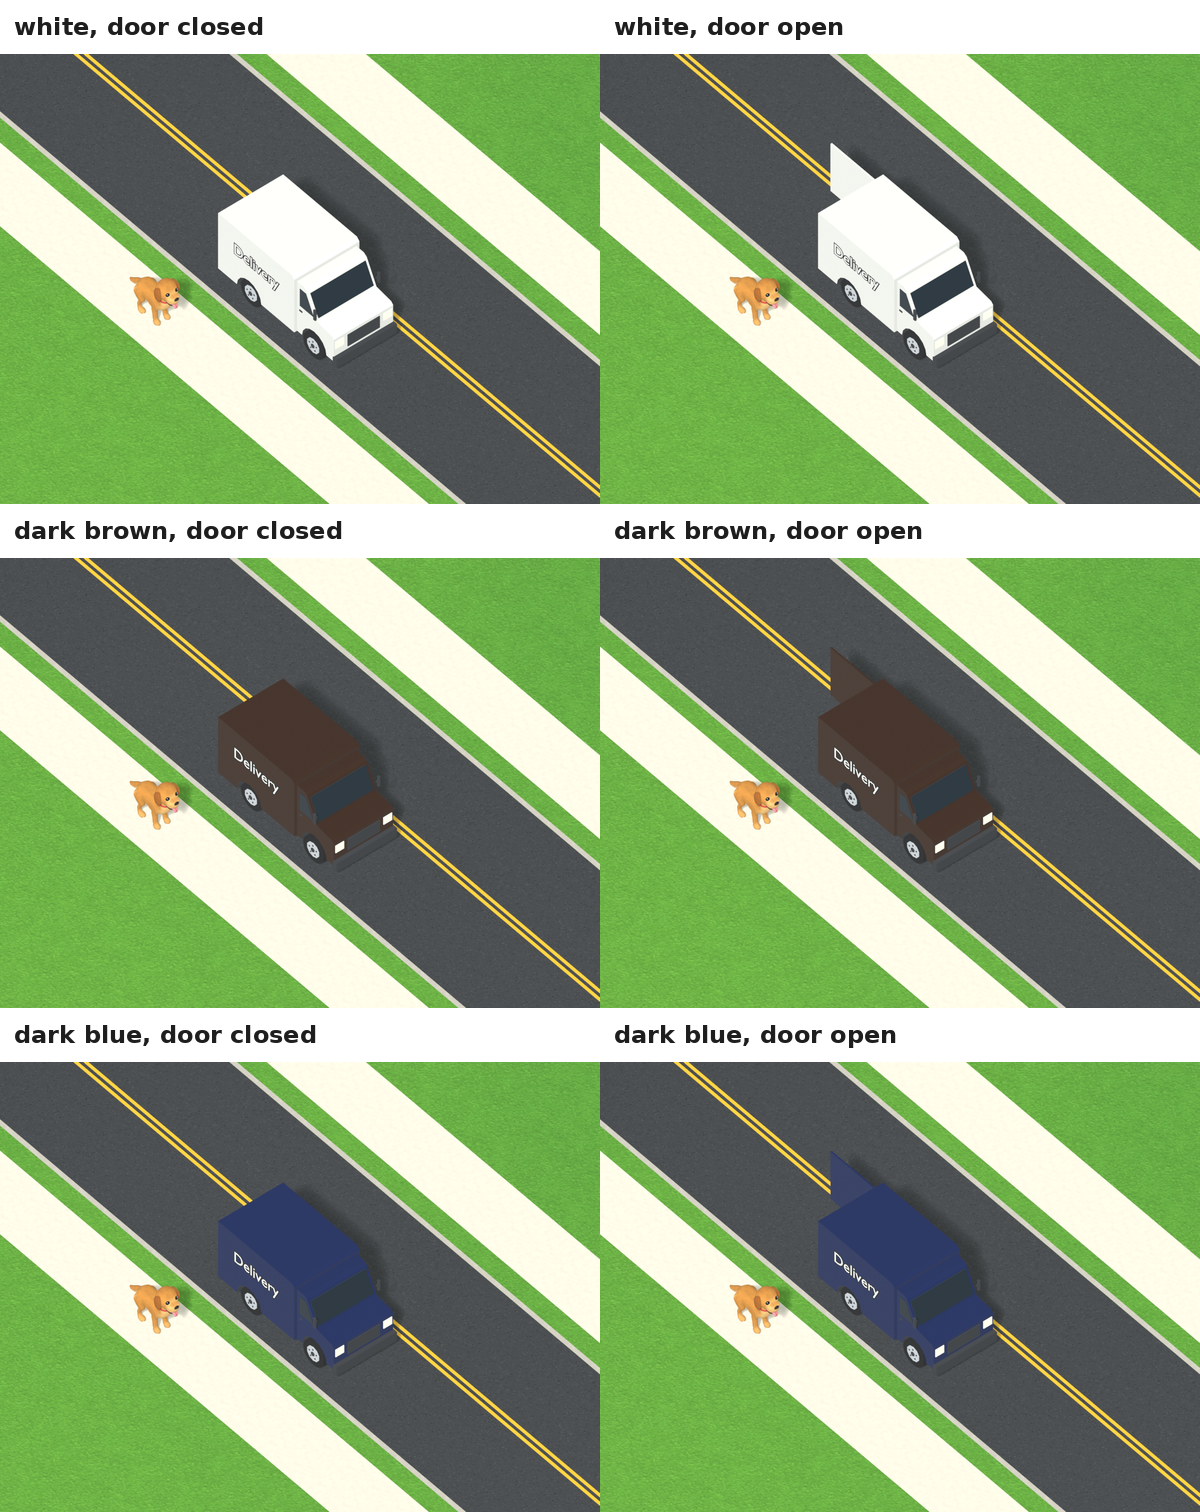 white, door closed
white, door open
Delivery
Delivery
dark brown, door closed
dark brown, door open
Delivery
Delivery
dark blue, door closed
dark blue, door open
Delivery
Delivery